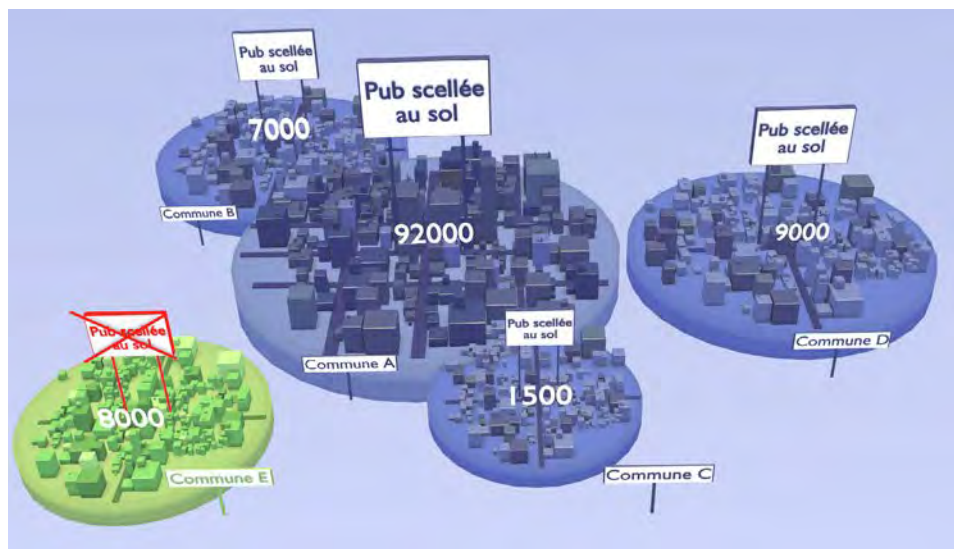 Pub scellée
au sol
7000
Commune B
Pub scellée
au sol
92000
Commune A
Pub scellée
au sol
9000
Commune D
Pub scellée
au sol
1500
Commune C
Pub scellée
au sol
8000
Commune E